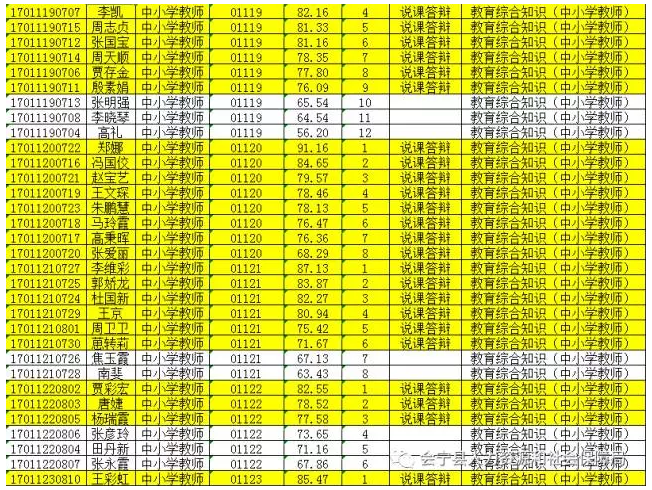 17011190707 李凯 中小学教师 01119 82.16 4 说课答辩 教育综合知识（中小学教师）
17011190715 周志贞 中小学教师 01119 81.33 5 说课答辩 教育综合知识（中小学教师）
17011190712 张国宝 中小学教师 01119 81.16 6 说课答辩 教育综合知识（中小学教师）
17011190714 周天顺 中小学教师 01119 78.35 7 说课答辩 教育综合知识（中小学教师）
17011190706 贾存金 中小学教师 01119 77.80 8 说课答辩 教育综合知识（中小学教师）
17011190711 殷素娟 中小学教师 01119 76.09 9 说课答辩 教育综合知识（中小学教师）
17011190713 张明强 中小学教师 01119 65.54 10 教育综合知识（中小学教师）
17011190708 李晓琴 中小学教师 01119 64.54 11 教育综合知识（中小学教师）
17011190704 高礼 中小学教师 01119 56.20 12 教育综合知识（中小学教师）
17011200722 郑娜 中小学教师 01120 91.16 1 说课答辩 教育综合知识（中小学教师）
17011200716 冯国佼 中小学教师 01120 84.65 2 说课答辩 教育综合知识（中小学教师）
17011200721 赵宝艺 中小学教师 01120 79.57 3 说课答辩 教育综合知识（中小学教师）
17011200719 王文琛 中小学教师 01120 78.46 4 说课答辩 教育综合知识（中小学教师）
17011200723 朱鹏慧 中小学教师 01120 78.13 5 说课答辩 教育综合知识（中小学教师）
17011200718 马玲霞 中小学教师 01120 76.47 6 说课答辩 教育综合知识（中小学教师）
17011200717 高秉晖 中小学教师 01120 76.36 7 说课答辩 教育综合知识（中小学教师）
17011200720 张爱丽 中小学教师 01120 68.29 8 说课答辩 教育综合知识（中小学教师）
17011210727 李维彩 中小学教师 01121 87.13 1 说课答辩 教育综合知识（中小学教师）
17011210725 郭娇龙 中小学教师 01121 83.87 2 说课答辩 教育综合知识（中小学教师）
17011210724 杜国新 中小学教师 01121 82.27 3 说课答辩 教育综合知识（中小学教师）
17011210729 王京 中小学教师 01121 80.94 4 说课答辩 教育综合知识（中小学教师）
17011210801 周卫卫 中小学教师 01121 75.42 5 说课答辩 教育综合知识（中小学教师）
17011210730 蒽转莉 中小学教师 01121 71.67 6 说课答辩 教育综合知识（中小学教师）
17011210726 焦玉霞 中小学教师 01121 67.13 7 教育综合知识（中小学教师）
17011210728 南斐 中小学教师 01121 63.43 8 教育综合知识（中小学教师）
17011220802 贾彩宏 中小学教师 01122 82.55 1 说课答辩 教育综合知识（中小学教师）
17011220803 唐婕 中小学教师 01122 78.52 2 说课答辩 教育综合知识（中小学教师）
17011220805 杨瑞霞 中小学教师 01122 77.58 3 说课答辩 教育综合知识（中小学教师）
17011220806 张彦玲 中小学教师 01122 73.65 4 教育综合知识（中小学教师）
17011220804 田丹新 中小学教师 01122 71.16 5 教育综合知识（中小学教师）
17011220807 张永霞 中小学教师 01122 67.86 6 教育综合知识（中小学教师）
会宁县人力资源和社会保障局
17011230810 王彩虹 中小学教师 01123 85.47 1 说课答辩 教育综合知识（中小学教师）